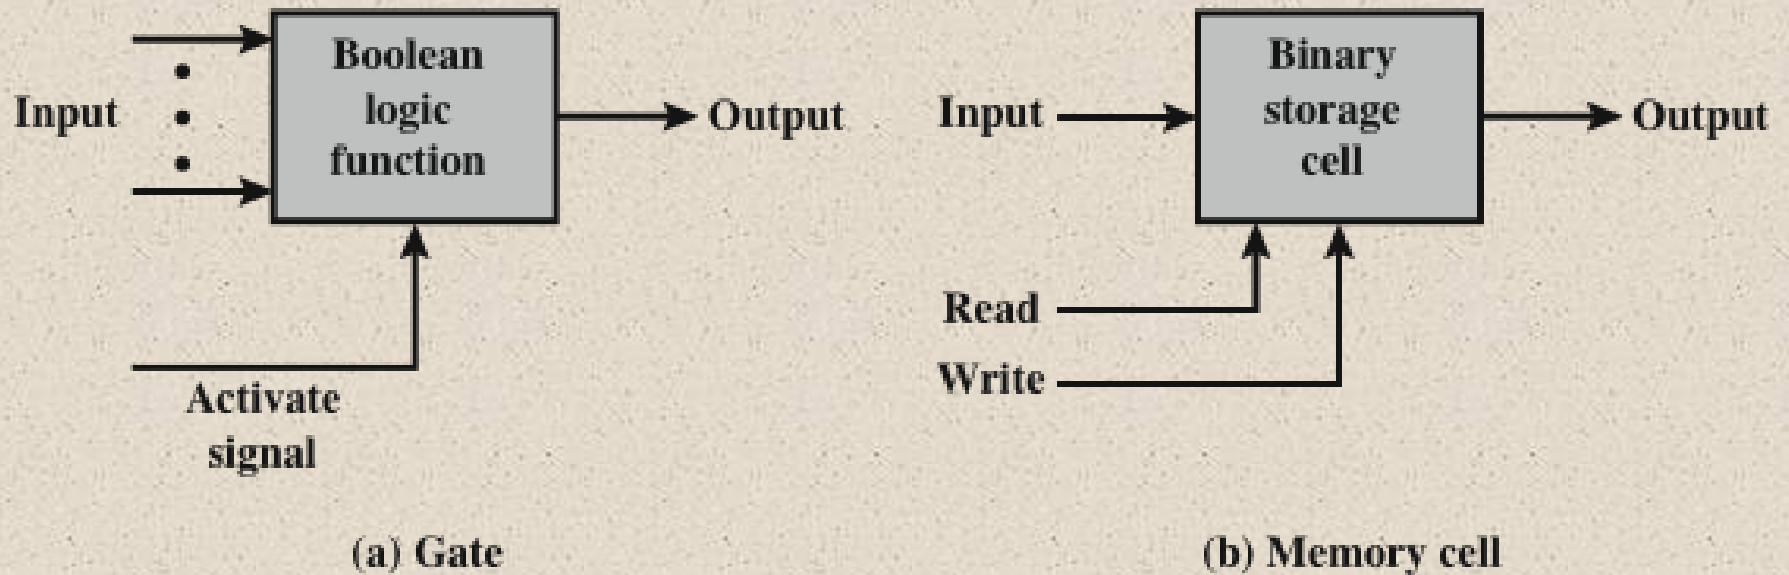 Input
Boolean
logic
function
Output
Activate
signal
(a) Gate
Input
Binary
storage
cell
Output
Read
Write
(b) Memory cell